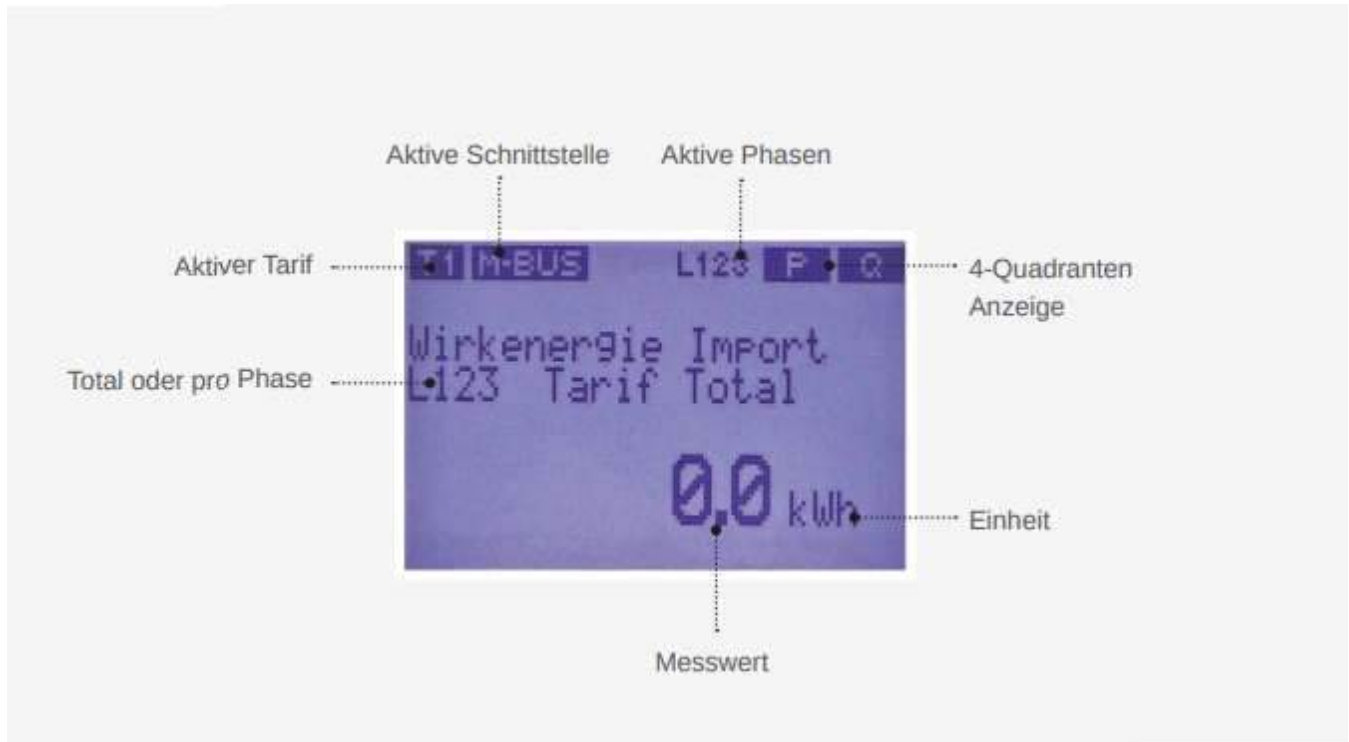 Aktive Schnittstelle Aktive Phasen
Aktiver Tarif
T1 M-BUS L123 P Q
4-Quadranten
Anzeige
Wirkenergie Import
Total oder pro Phase
L123 Tarif Total
0.0 kWh
Einheit
Messwert